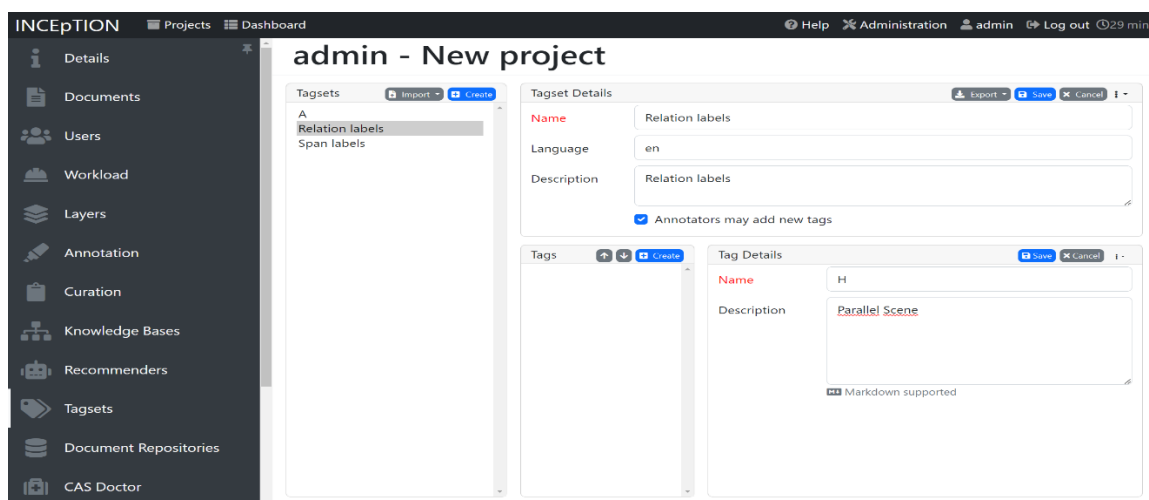 INCEpTION Projects Dashboard Help Administration admin Log out 29 min
Details
Documents
Users
Workload
Layers
Annotation
Curation
Knowledge Bases
Recommenders
Tagsets
Document Repositories
CAS Doctor
admin - New project
Tagsets Import Create
A
Relation labels
Span labels
Tagset Details Export Save Cancel
Name Relation labels
Language en
Description Relation labels
Annotators may add new tags
Tags Create
Tag Details Save Cancel
Name H
Description Parallel Scene
Markdown supported